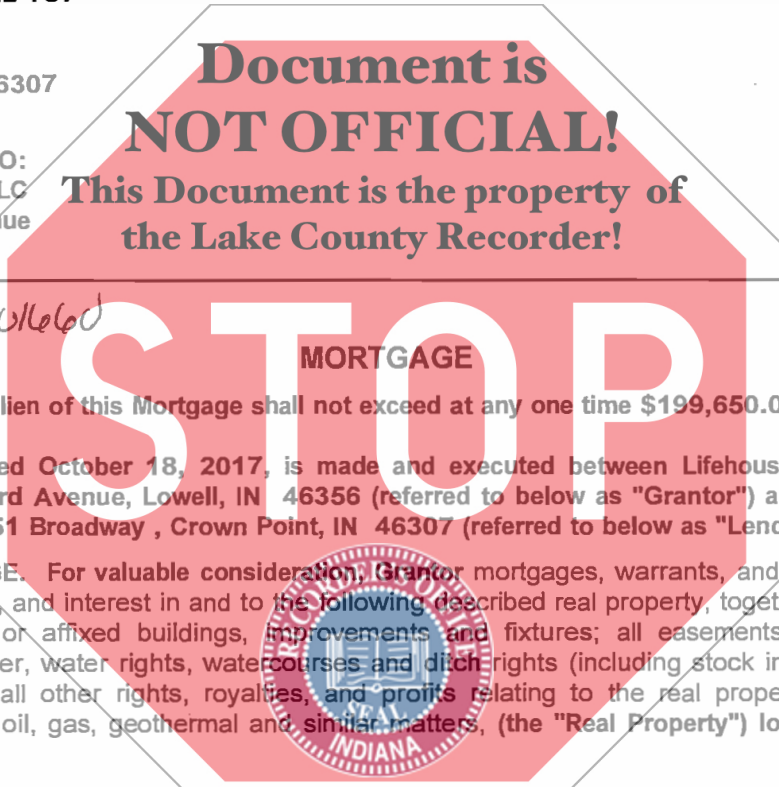 6307
Document is
NOT OFFICIAL!
O:
LC
This Document is the property of
ue
the Lake County Recorder!
STOP
MORTGAGE
lien of this Mortgage shall not exceed at any one time $199,650.0
ed October 18, 2017, is made and executed between Lifehous
rd Avenue, Lowell, IN 46356 (referred to below as "Grantor") a
51 Broadway , Crown Point, IN 46307 (referred to below as "Lend
GE. For valuable consideration, Grantor mortgages, warrants, and
, and interest in and to the following described real property, toget
or affixed buildings, improvements and fixtures; all easements
er, water rights, watercourses and ditch rights (including stock in
all other rights, royalties, and profits relating to the real prope
oil, gas, geothermal and similar matters, (the "Real Property") lo
SEAL
INDIANA